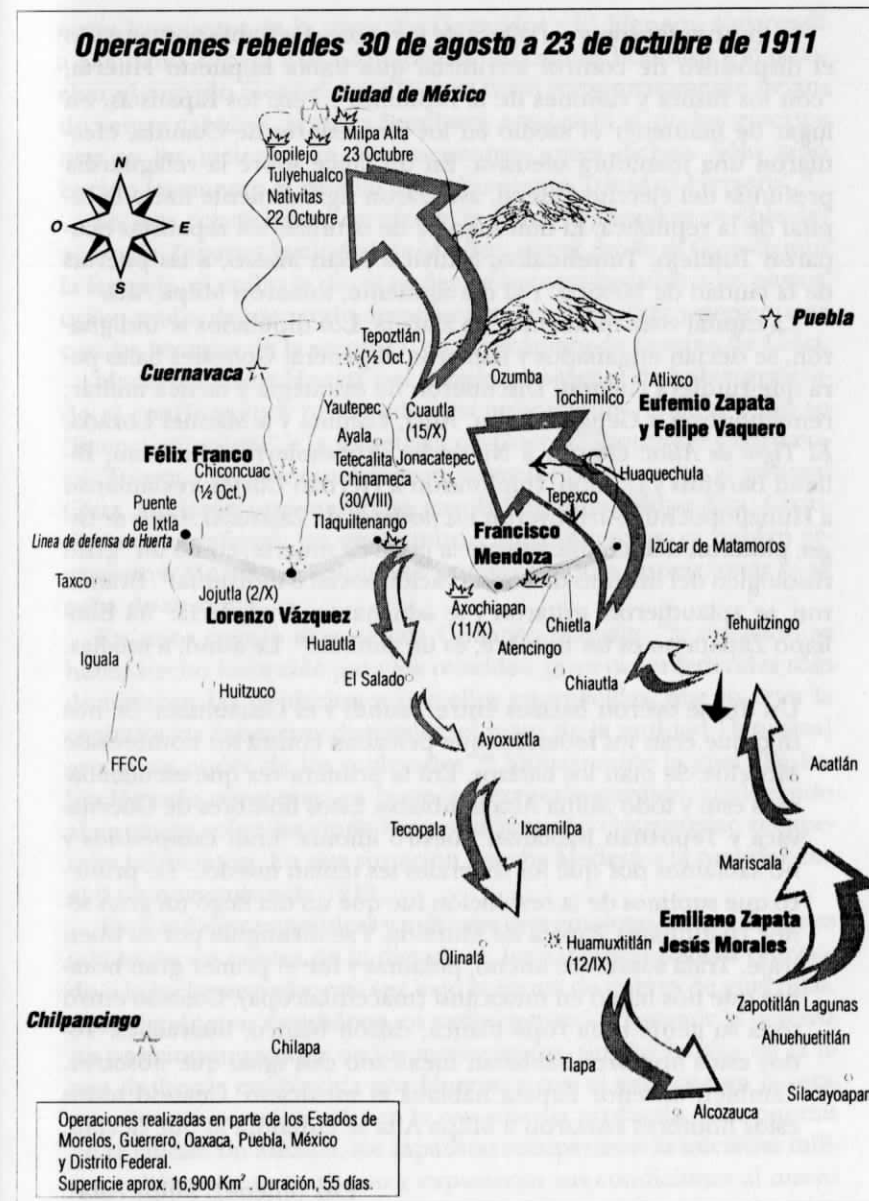 Operaciones rebeldes 30 de agosto a 23 de octubre de 1911
Ciudad de México
Milpa Alta
23 Octubre
Topilejo
Tulyehualco
Nativitas
22 Octubre
N
O
E
S
Puebla
Tepoztlán
(½ Oct.)
Cuernavaca
Ozumba
Atlixco
Tochimilco
Yautepec
Cuautla
(15/X)
Eufemio Zapata
y Felipe Vaquero
Ayala
Félix Franco
Tetecalita
Jonacatepec
Huaquechula
Chiconcuac
(½ Oct.)
Chinameca
(30/VIII)
Tepexco
Puente
de Ixtla
Tlaquiltenango
Francisco
Mendoza
Izúcar de Matamoros
Línea de defensa de Huerta
Taxco
Jojutla (2/X)
Lorenzo Vázquez
Axochiapan
(11/X)
Chietla
Tehuitzingo
Huautla
Atencingo
Iguala
Huitzuco
El Salado
Chiautla
Ayoxuxtla
FFCC
Acatlán
Tecopala
Ixcamilpa
Mariscala
Emiliano Zapata
Jesús Morales
Olinalá
Huamuxtitlán
(12/IX)
Zapotitlán Lagunas
Chilpancingo
Ahuehuetitlán
Chilapa
Tlapa
Silacayoapan
Alcozauca
Operaciones realizadas en parte de los Estados de
Morelos, Guerrero, Oaxaca, Puebla, México
y Distrito Federal.
Superficie aprox. 16,900 Km². Duración, 55 días.